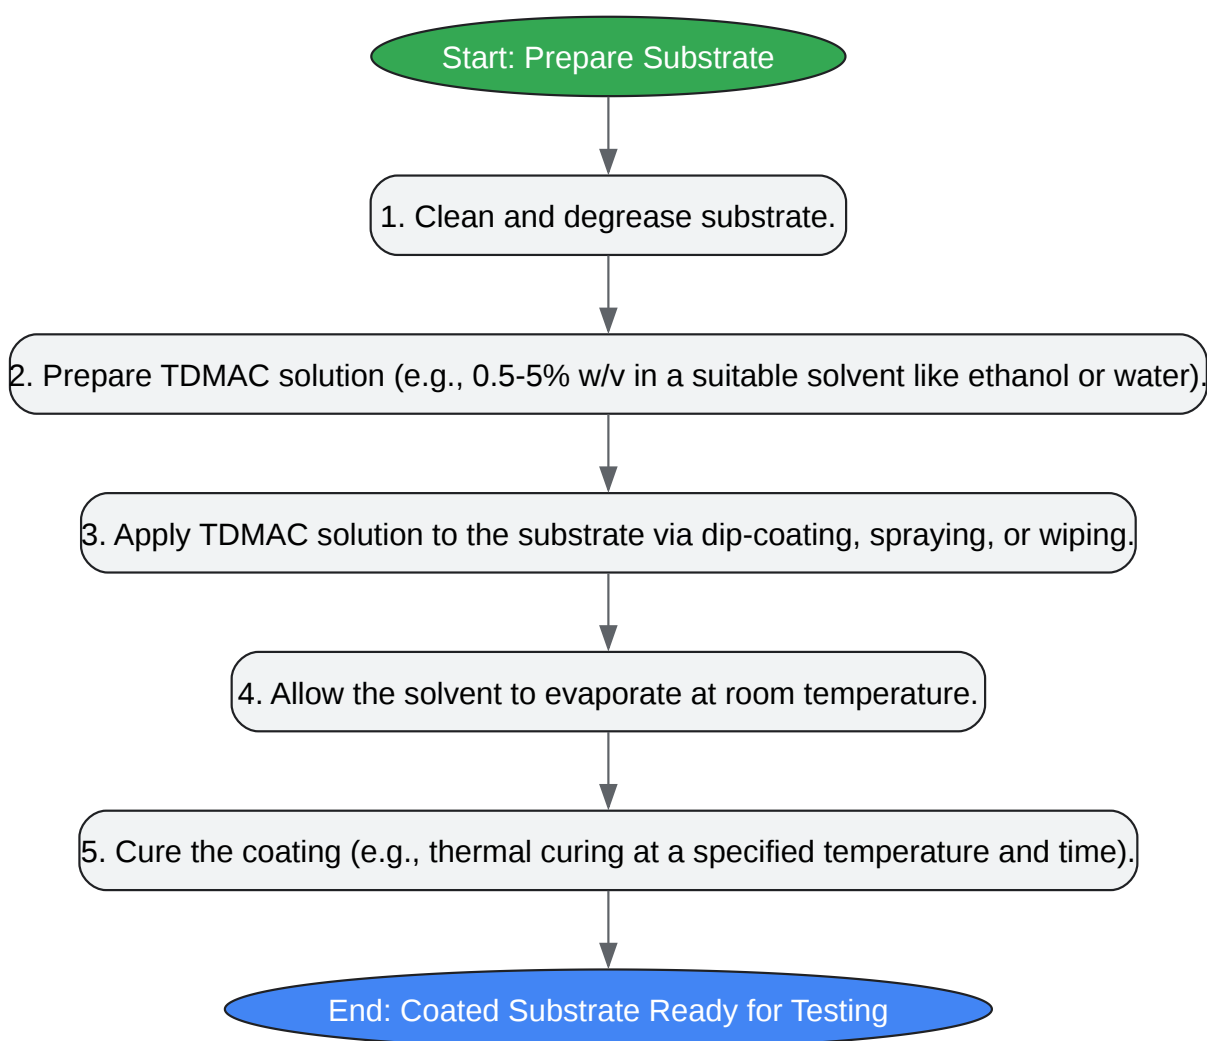 Start: Prepare Substrate
1. Clean and degrease substrate.
2. Prepare TDMAC solution (e.g., 0.5-5% w/v in a suitable solvent like ethanol or water).
3. Apply TDMAC solution to the substrate via dip-coating, spraying, or wiping.
4. Allow the solvent to evaporate at room temperature.
5. Cure the coating (e.g., thermal curing at a specified temperature and time).
End: Coated Substrate Ready for Testing